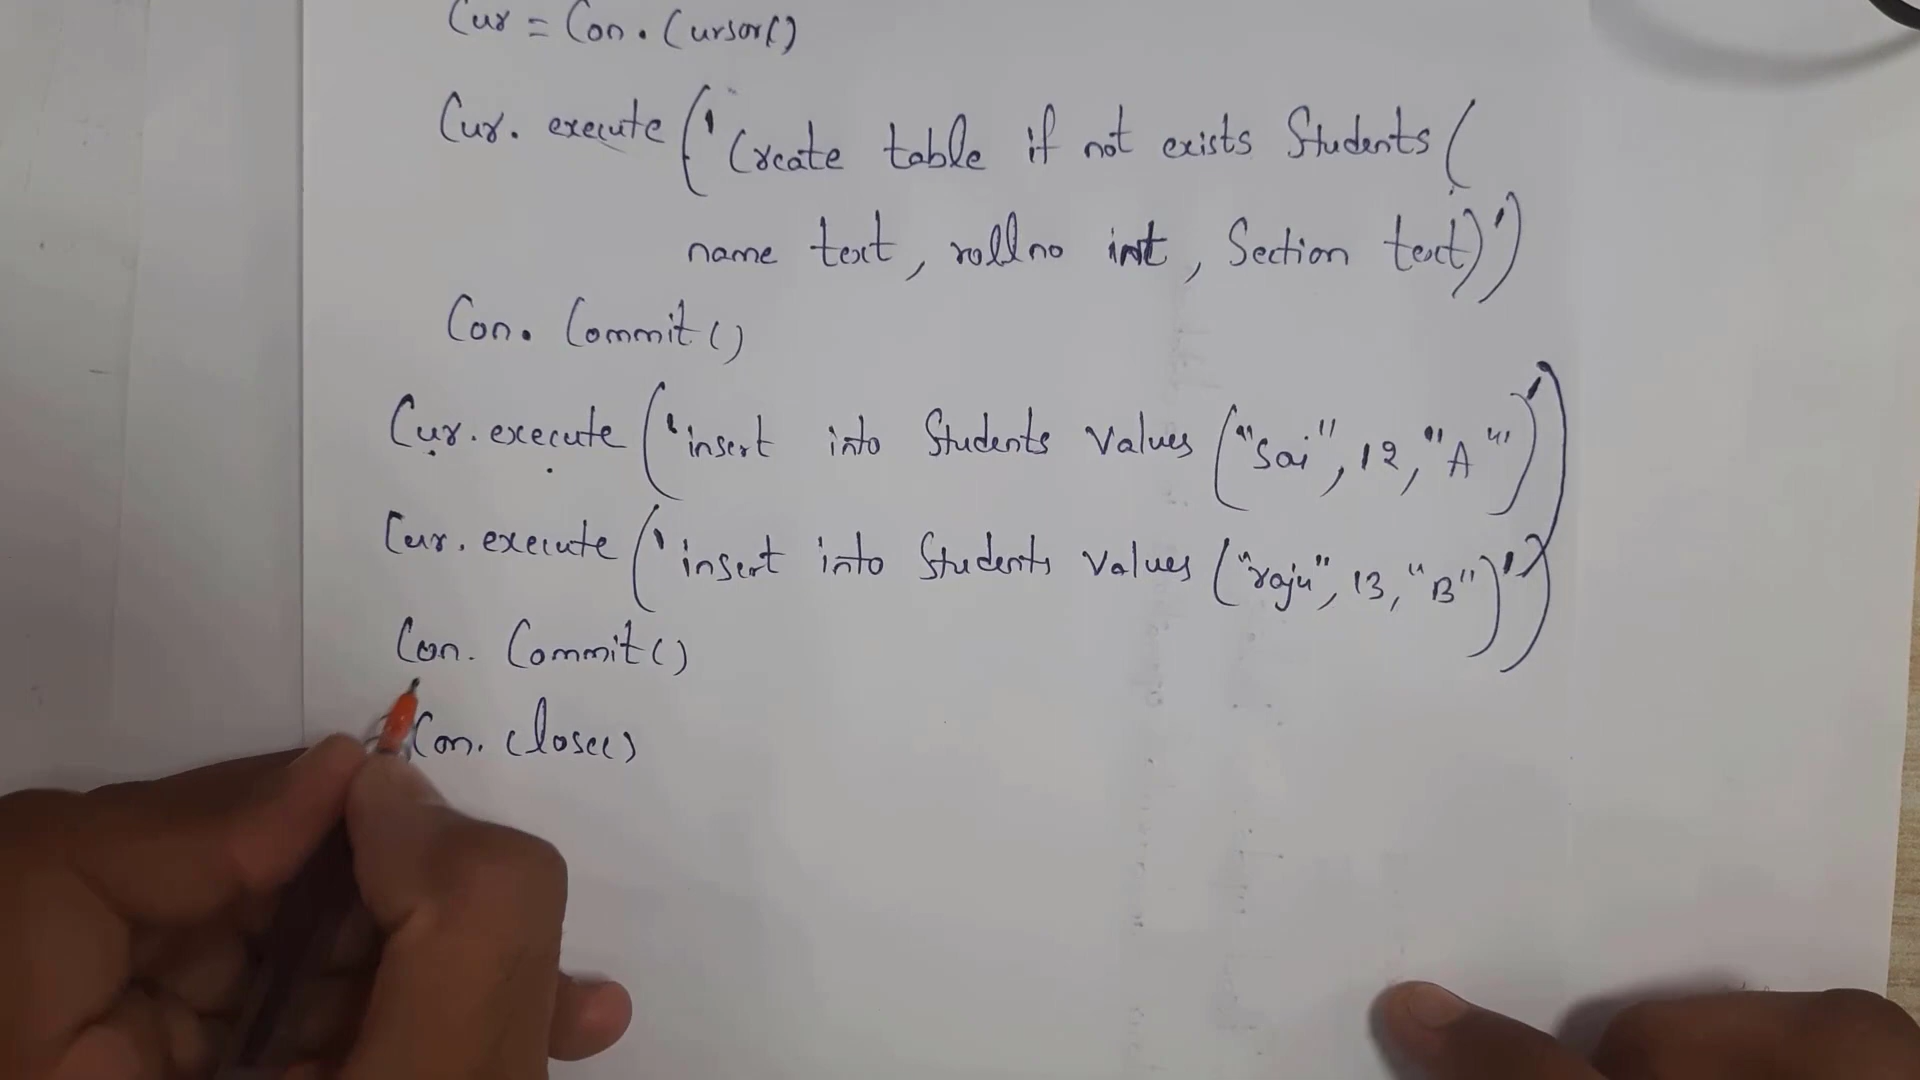 Cur = Con. Cursor()
Cur. execute('Create table if not exists Students(
name text, rollno int, Section text)')
Con. Commit()
Cur. execute('insert into Students Values ("Sai", 12, "A")')
Cur. execute('insert into Students Values ("raju", 13, "B")')
Con. Commit()
Con. close()